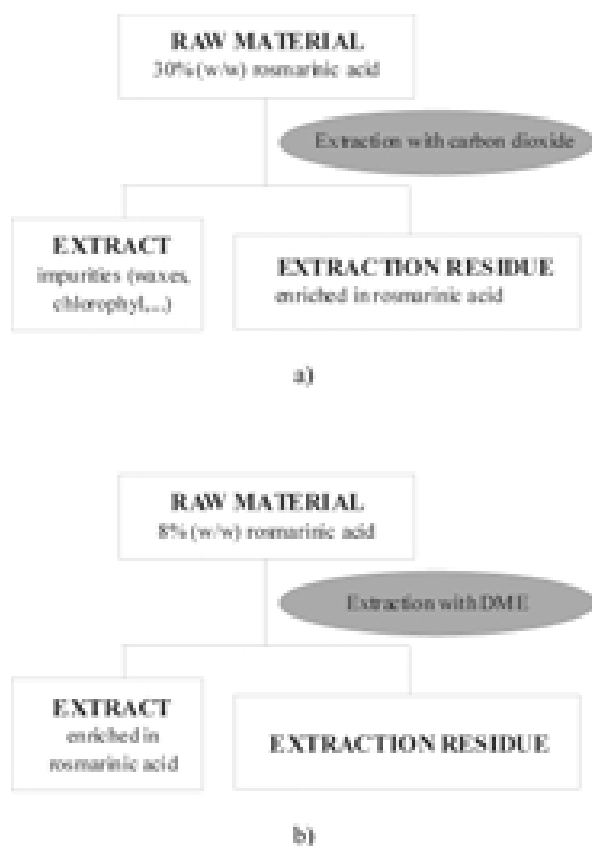 RAW MATERIAL
30% (w/w) rosmarinic acid
Extraction with carbon dioxide
EXTRACT
impurities (waxes,
chlorophyl,...)
EXTRACTION RESIDUE
enriched in rosmarinic acid
a)
RAW MATERIAL
8% (w/w) rosmarinic acid
Extraction with DME
EXTRACT
enriched in
rosmarinic acid
EXTRACTION RESIDUE
b)